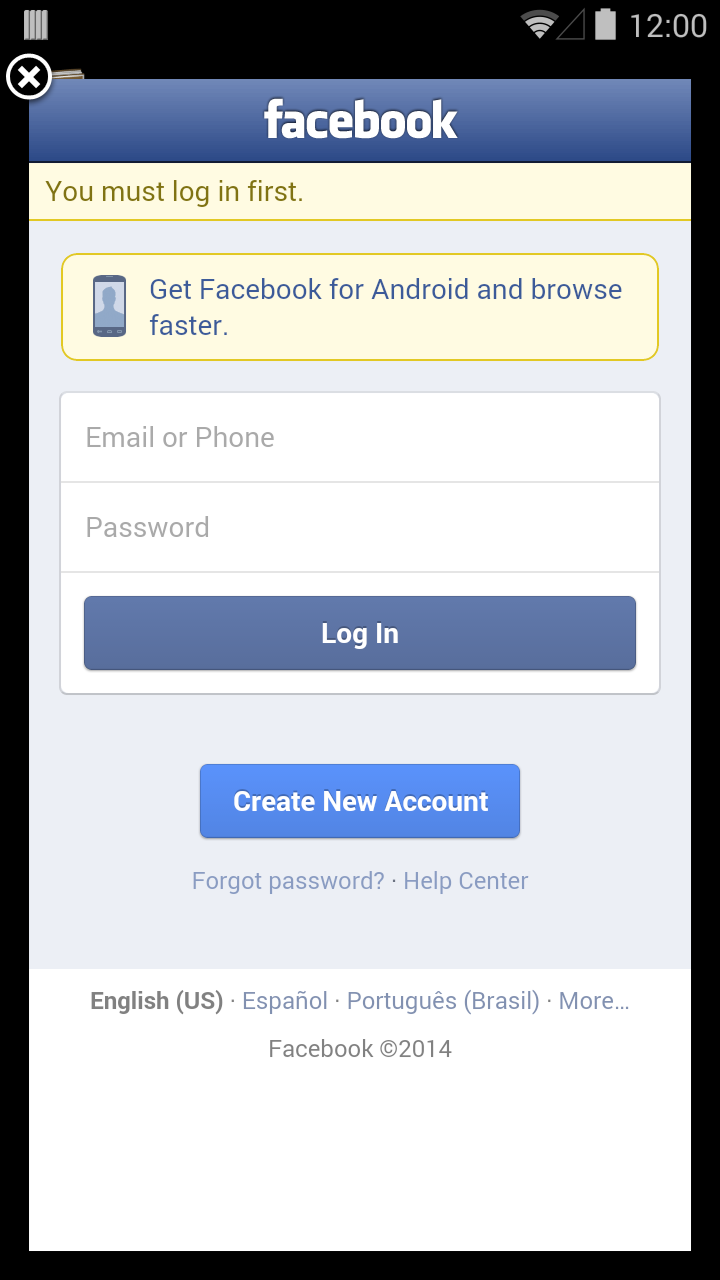 12:00
facebook
You must log in first.
Get Facebook for Android and browse
faster.
Email or Phone
Password
Log In
Create New Account
Forgot password? · Help Center
English (US) · Español · Português (Brasil) · More…
Facebook ©2014